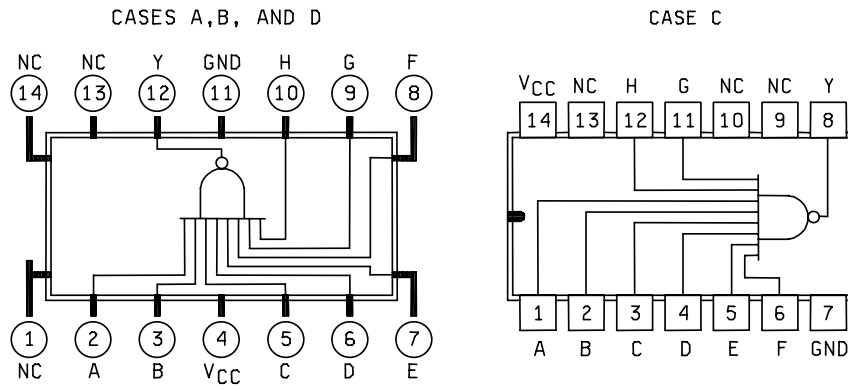 CASES A,B, AND D
NC NC Y GND H G F
14 13 12 11 10 9 8
1 2 3 4 5 6 7
NC A B VCC C D E
CASE C
VCC NC H G NC NC Y
14 13 12 11 10 9 8
1 2 3 4 5 6 7
A B C D E F GND